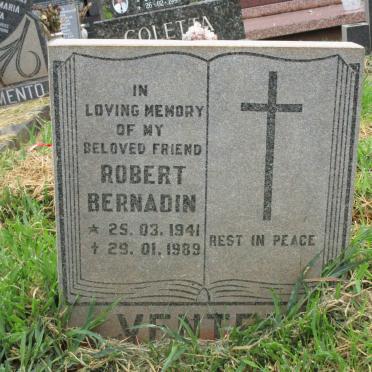 COLETTA
MENTO
IN
LOVING MEMORY
OF MY
BELOVED FRIEND
ROBERT
BERNADIN
* 25. 03. 1941
† 29. 01. 1989
REST IN PEACE